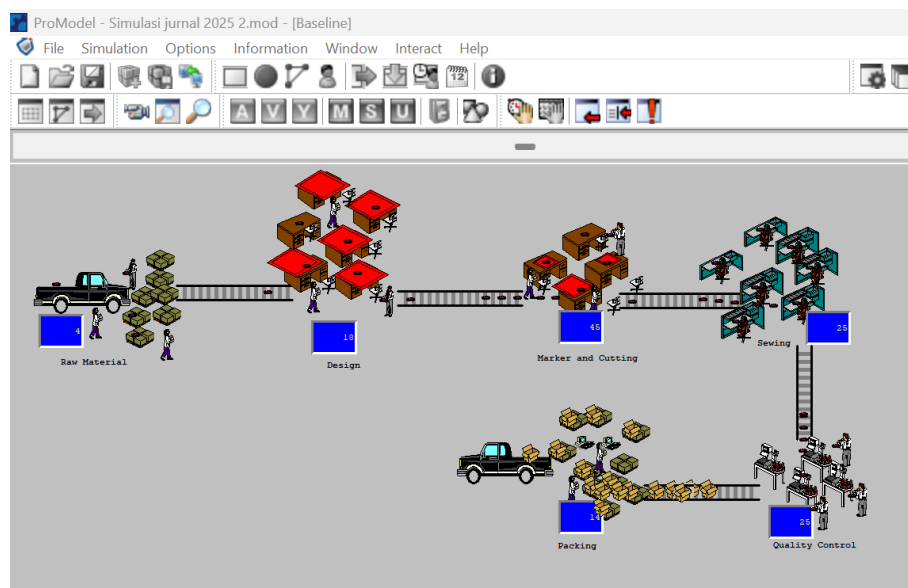 ProModel - Simulasi jurnal 2025 2.mod - [Baseline]
File Simulation Options Information Window Interact Help
12
A V Y M S U
4
Raw Material
18
Design
45
Marker and Cutting
25
Sewing
14
Packing
25
Quality Control